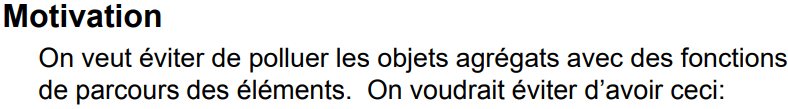 Motivation
On veut éviter de polluer les objets agrégats avec des fonctions
de parcours des éléments.  On voudrait éviter d’avoir ceci: